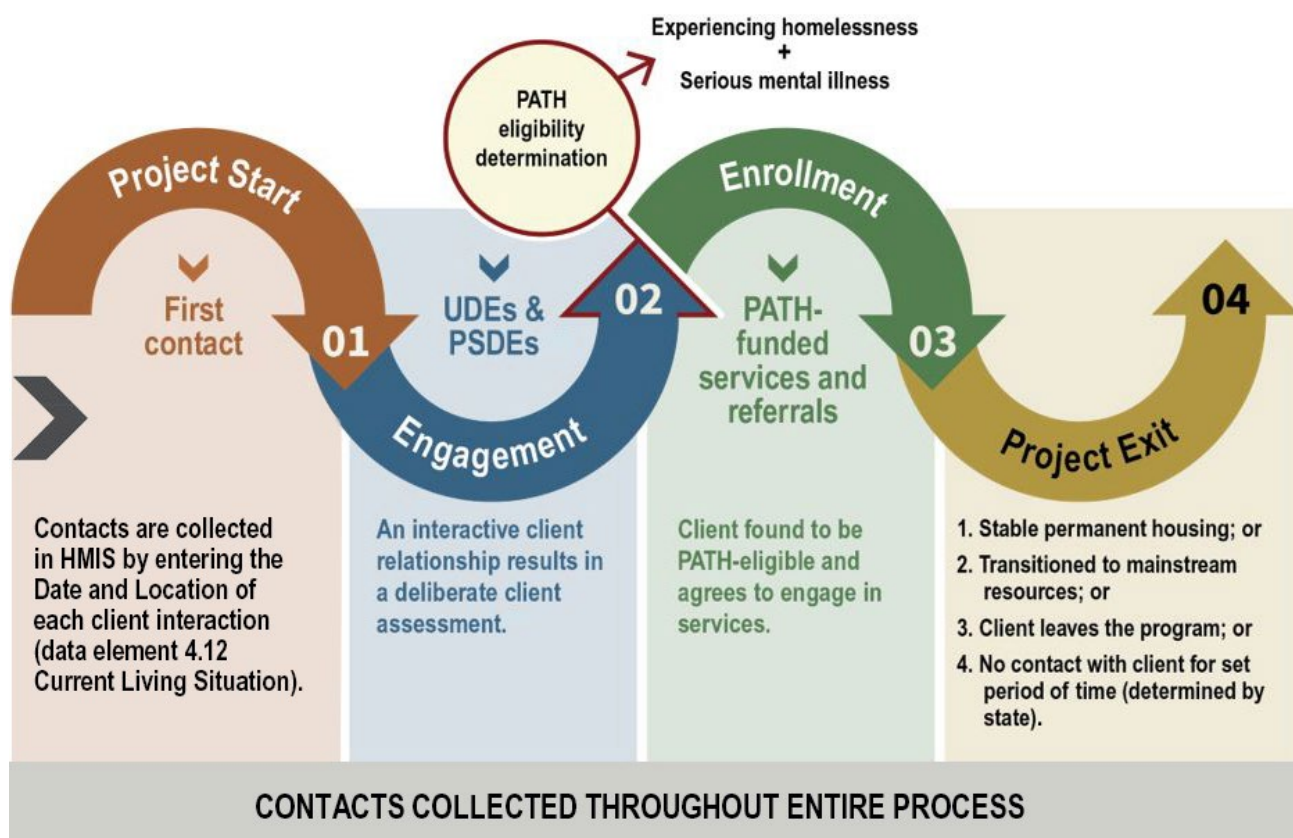 Experiencing homelessness
+
Serious mental illness
PATH
eligibility
determination
Project Start
First
contact
01
UDEs &
PSDEs
02
Engagement
Enrollment
PATH-
funded
services and
referrals
03
04
Project Exit
Contacts are collected
in HMIS by entering the
Date and Location of
each client interaction
(data element 4.12
Current Living Situation).
An interactive client
relationship results in
a deliberate client
assessment.
Client found to be
PATH-eligible and
agrees to engage in
services.
1. Stable permanent housing; or
2. Transitioned to mainstream
resources; or
3. Client leaves the program; or
4. No contact with client for set
period of time (determined by
state).
CONTACTS COLLECTED THROUGHOUT ENTIRE PROCESS